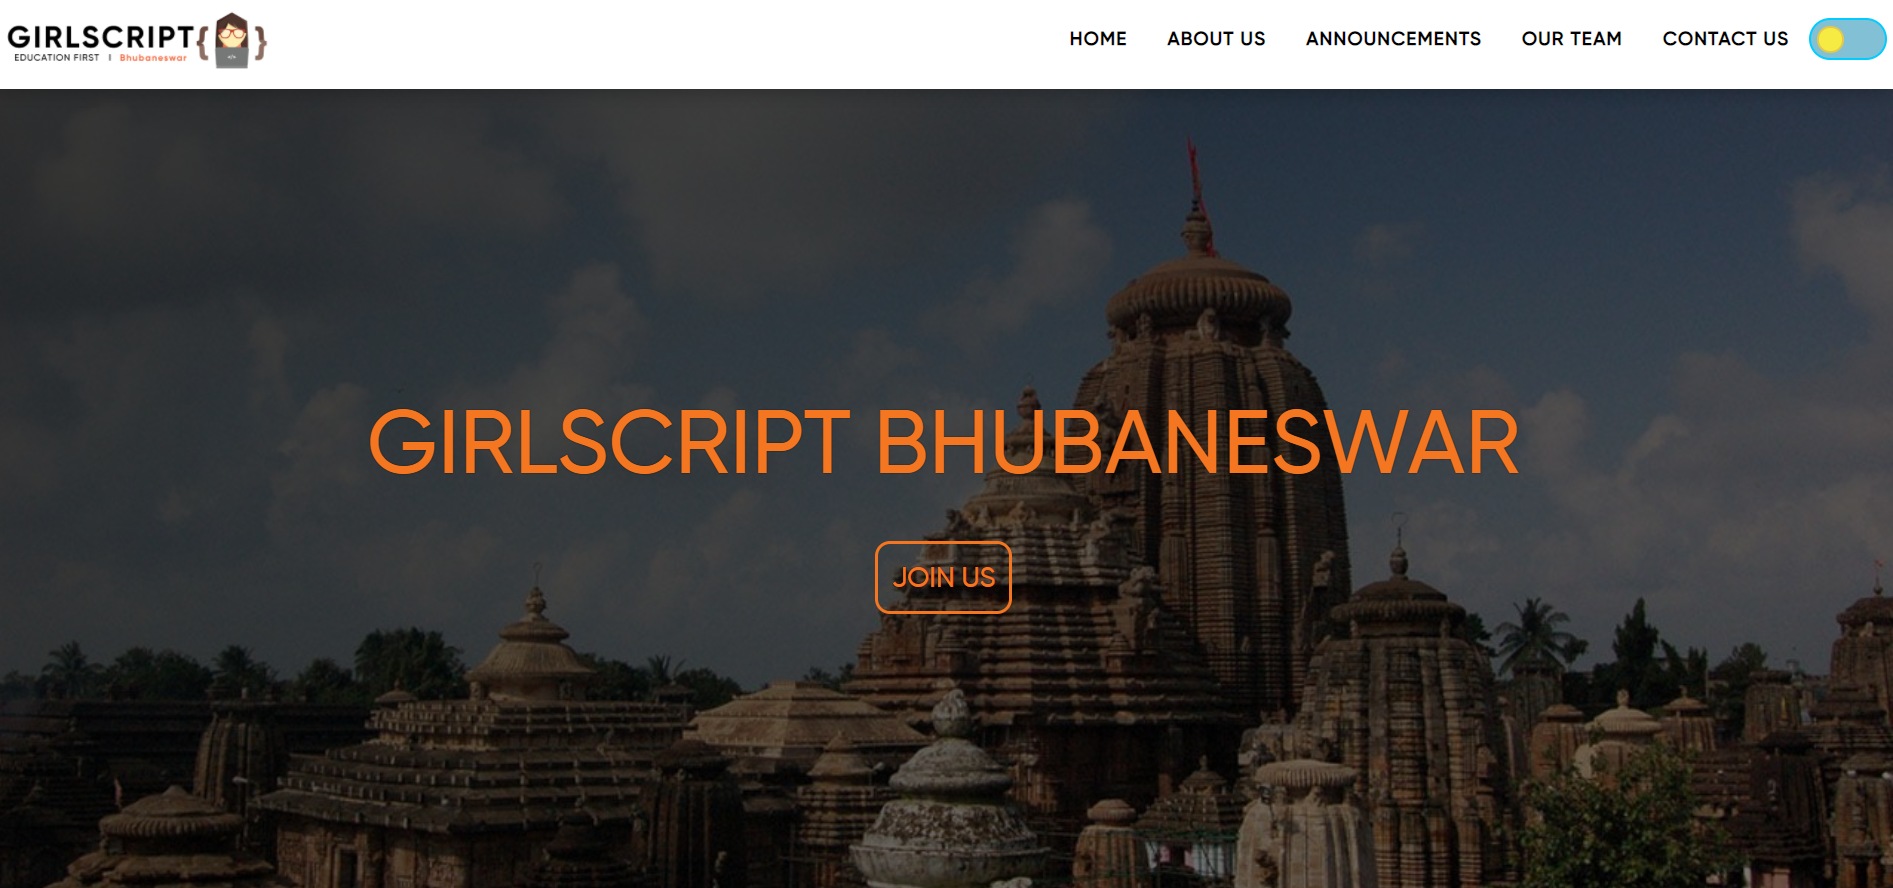 GIRLSCRIPT
EDUCATION FIRST | Bhubaneswar
</>
HOME
ABOUT US
ANNOUNCEMENTS
OUR TEAM
CONTACT US
GIRLSCRIPT BHUBANESWAR
JOIN US